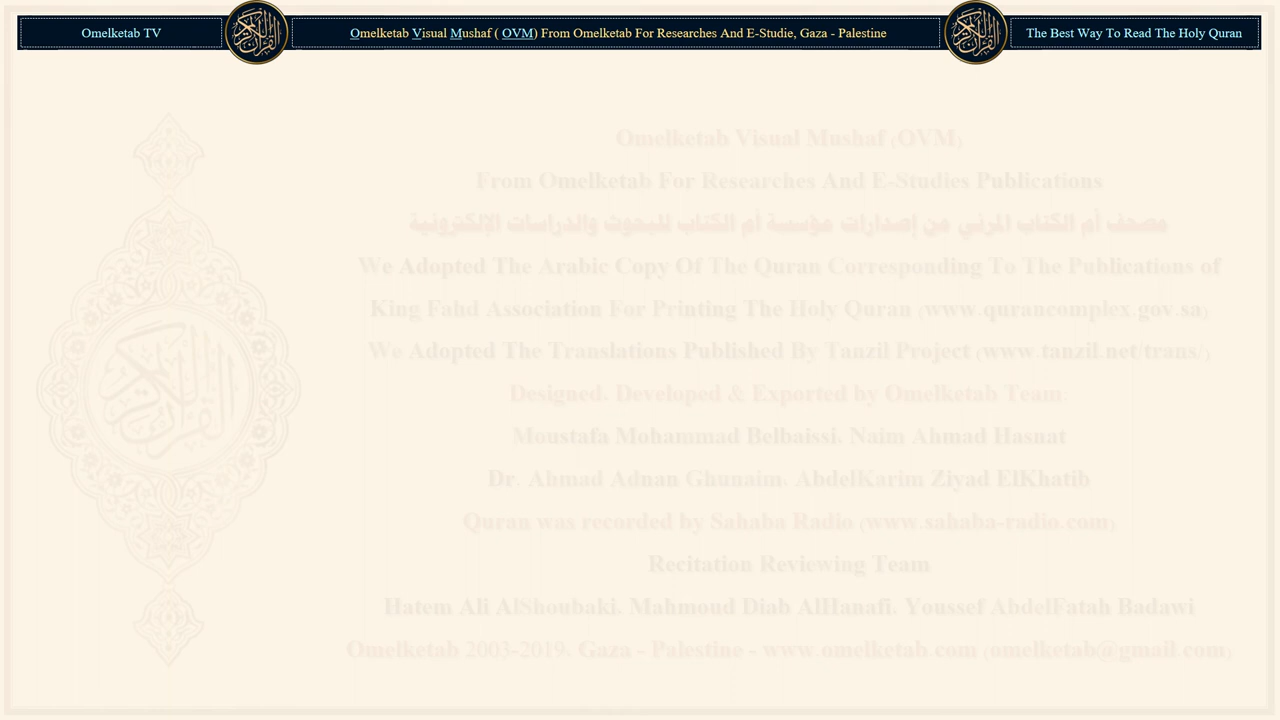 Omelketab TV
Omelketab Visual Mushaf ( OVM) From Omelketab For Researches And E-Studie, Gaza - Palestine
The Best Way To Read The Holy Quran
Omelketab Visual Mushaf (OVM)
From Omelketab For Researches And E-Studies Publications
مصحف أم الكتاب المرئي من إصدارات مؤسسة أم الكتاب للبحوث والدراسات الإلكترونية
We Adopted The Arabic Copy Of The Quran Corresponding To The Publications of
King Fahd Association For Printing The Holy Quran (www.qurancomplex.gov.sa)
We Adopted The Translations Published By Tanzil Project (www.tanzil.net/trans/)
Designed, Developed & Exported by Omelketab Team:
Moustafa Mohammad Belbaissi, Naim Ahmad Hasnat
Dr. Ahmad Adnan Ghunaim, AbdelKarim Ziyad ElKhatib
Quran was recorded by Sahaba Radio (www.sahaba-radio.com)
Recitation Reviewing Team
Hatem Ali AlShoubaki, Mahmoud Diab AlHanafi, Youssef AbdelFatah Badawi
Omelketab 2003-2019, Gaza - Palestine - www.omelketab.com (omelketab@gmail.com)